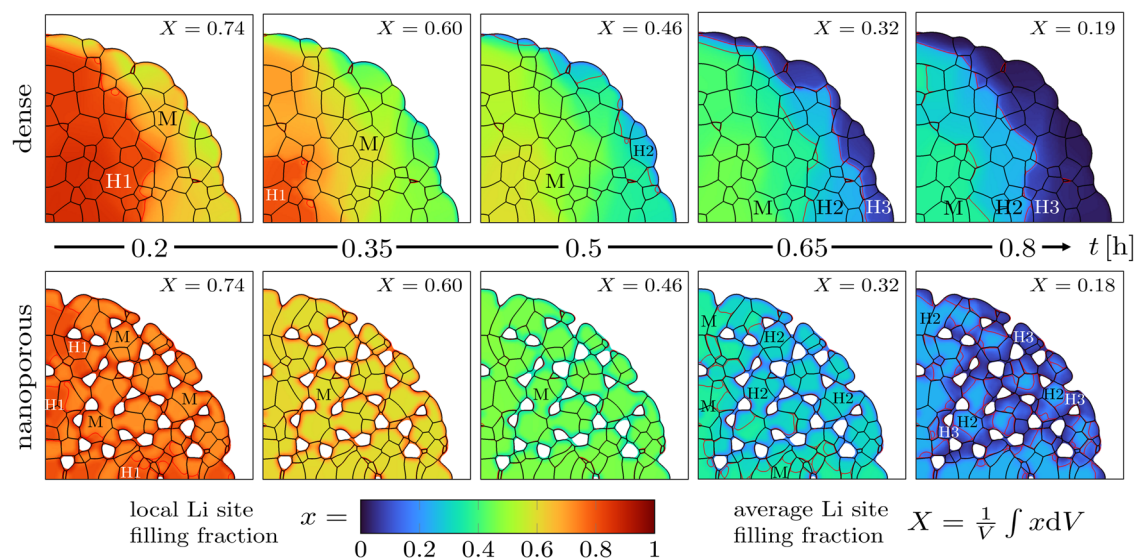 X = 0.74
X = 0.60
X = 0.46
X = 0.32
X = 0.19
dense
M
H1
M
H1
H2
M
M
H2
H3
M
H2
H3
0.2
0.35
0.5
0.65
0.8
t [h]
X = 0.74
X = 0.60
X = 0.46
X = 0.32
X = 0.18
nanoporous
H1
M
H1
M
M
H1
M
M
M
H2
H2
H2
M
M
H2
H3
H2
H3
H2
H3
local Li site
filling fraction
x =
0
0.2
0.4
0.6
0.8
1
average Li site
filling fraction
X = 1/V ∫ xdV